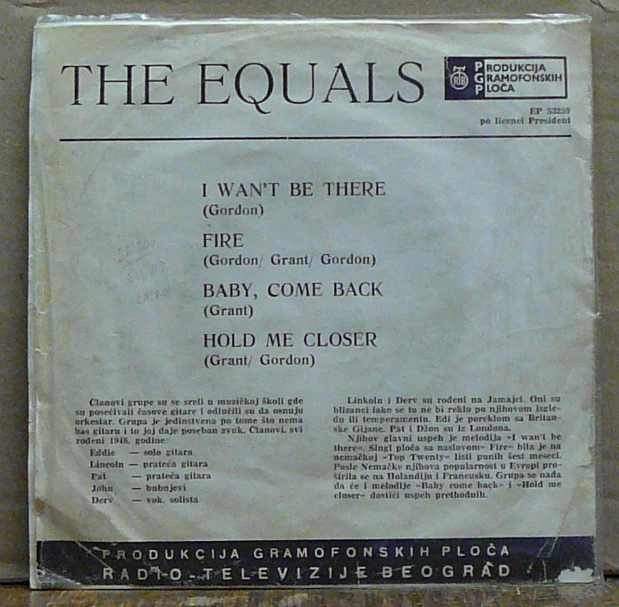 THE EQUALS
PGP RTB
PRODUKCIJA
GRAMOFONSKIH
PLOČA
EP 53259
po licenci President
I WAN'T BE THERE
(Gordon)
FIRE
(Gordon/ Grant/ Gordon)
BABY, COME BACK
(Grant)
HOLD ME CLOSER
(Grant/ Gordon)
Članovi grupe su se sreli u muzičkoj školi gde
su posećivali časove gitare i odlučili su da osnuju
orkestar. Grupa je jedinstvena po tome što nema
bas gitaru i to joj daje poseban zvuk. Članovi, svi
rođeni 1948. godine:
Eddie — solo gitara
Lincoln — prateća gitara
Pat — prateća gitara
John — bubnjevi
Derv — vok. solista
Linkoln i Derv su rođeni na Jamajci. Oni su
blizanci iako se to ne bi reklo po njihovom izgle-
du ili temperamentu. Edi je poreklom sa Britan-
ske Gijane. Pat i Džon su iz Londona.
Njihov glavni uspeh je melodija »I wan't be
there«. Singl ploča sa naslovom» Fire« bila je na
nemačkoj »Top Twenty« listi punih šest meseci.
Posle Nemačke njihova popularnost u Evropi pro-
širila se na Holandiju i Francusku. Grupa se nada
da će i melodije »Baby come back« i »Hold me
closer« dostići uspeh prethodnih.
PRODUKCIJA GRAMOFONSKIH PLOČA
RADIO-TELEVIZIJE BEOGRAD